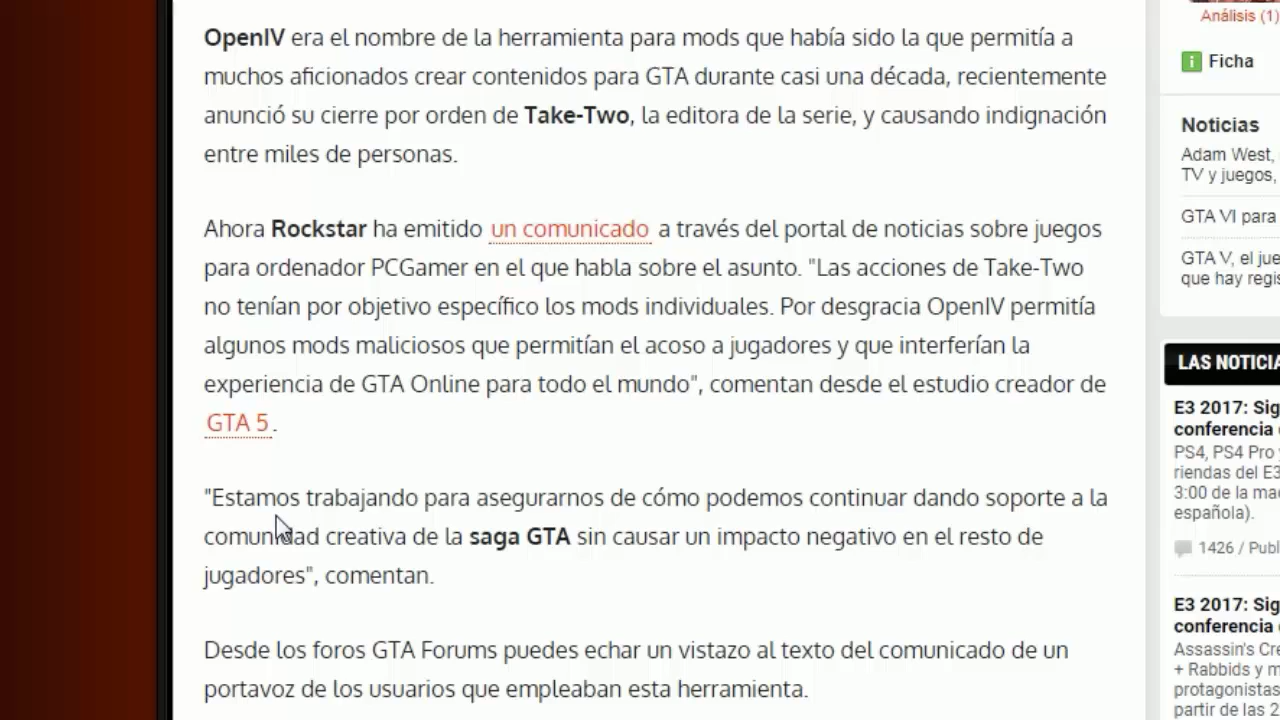 OpenIV era el nombre de la herramienta para mods que había sido la que permitía a
muchos aficionados crear contenidos para GTA durante casi una década, recientemente
anunció su cierre por orden de Take-Two, la editora de la serie, y causando indignación
entre miles de personas.
Ahora Rockstar ha emitido un comunicado a través del portal de noticias sobre juegos
para ordenador PCGamer en el que habla sobre el asunto. "Las acciones de Take-Two
no tenían por objetivo específico los mods individuales. Por desgracia OpenIV permitía
algunos mods maliciosos que permitían el acoso a jugadores y que interferían la
experiencia de GTA Online para todo el mundo", comentan desde el estudio creador de
GTA 5.
"Estamos trabajando para asegurarnos de cómo podemos continuar dando soporte a la
comunidad creativa de la saga GTA sin causar un impacto negativo en el resto de
jugadores", comentan.
Desde los foros GTA Forums puedes echar un vistazo al texto del comunicado de un
portavoz de los usuarios que empleaban esta herramienta.
Análisis (1)
Ficha
Noticias
Adam West,
TV y juegos,
GTA VI para
GTA V, el jue
que hay regis
LAS NOTICIA
E3 2017: Sig
conferencia
PS4, PS4 Pro y
riendas del E3
3:00 de la ma
española).
1426 / Publ
E3 2017: Sig
conferencia
Assassin's Cre
+ Rabbids y m
protagonistas
partir de las 2